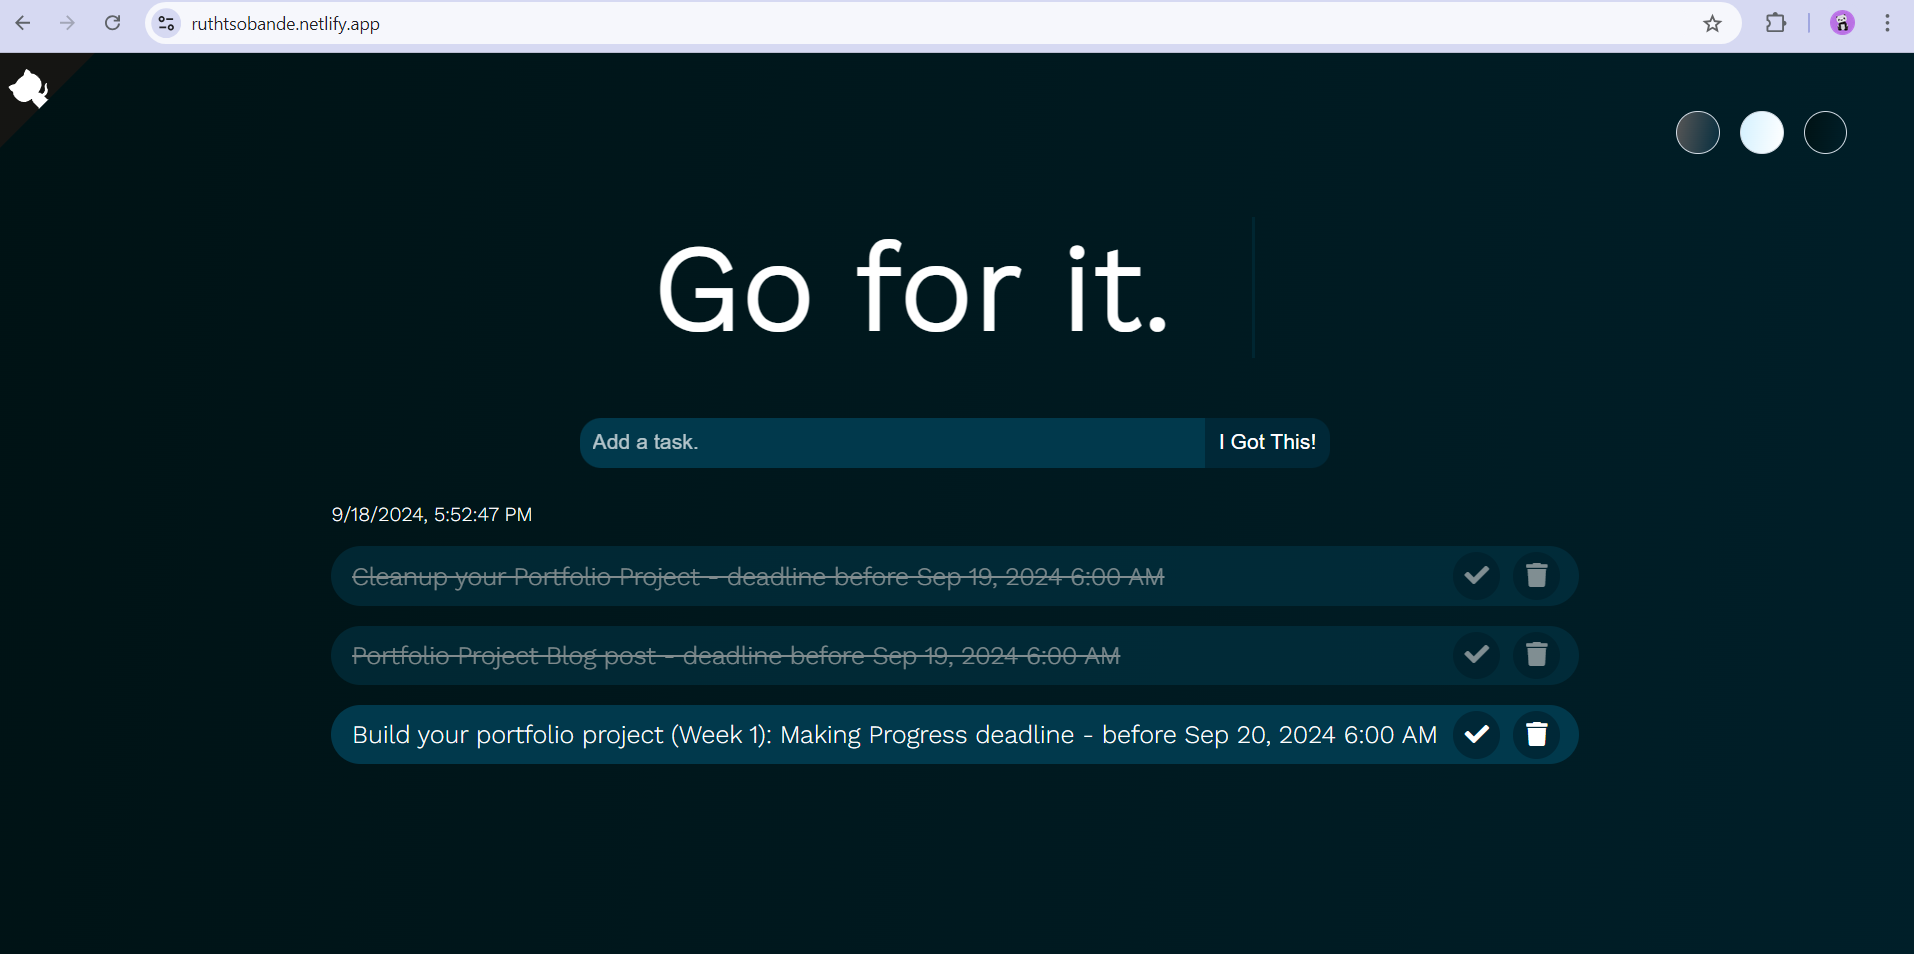 ruthtsobande.netlify.app
Go for it.
Add a task.
I Got This!
9/18/2024, 5:52:47 PM
Cleanup your Portfolio Project - deadline before Sep 19, 2024 6:00 AM
Portfolio Project Blog post - deadline before Sep 19, 2024 6:00 AM
Build your portfolio project (Week 1): Making Progress deadline - before Sep 20, 2024 6:00 AM